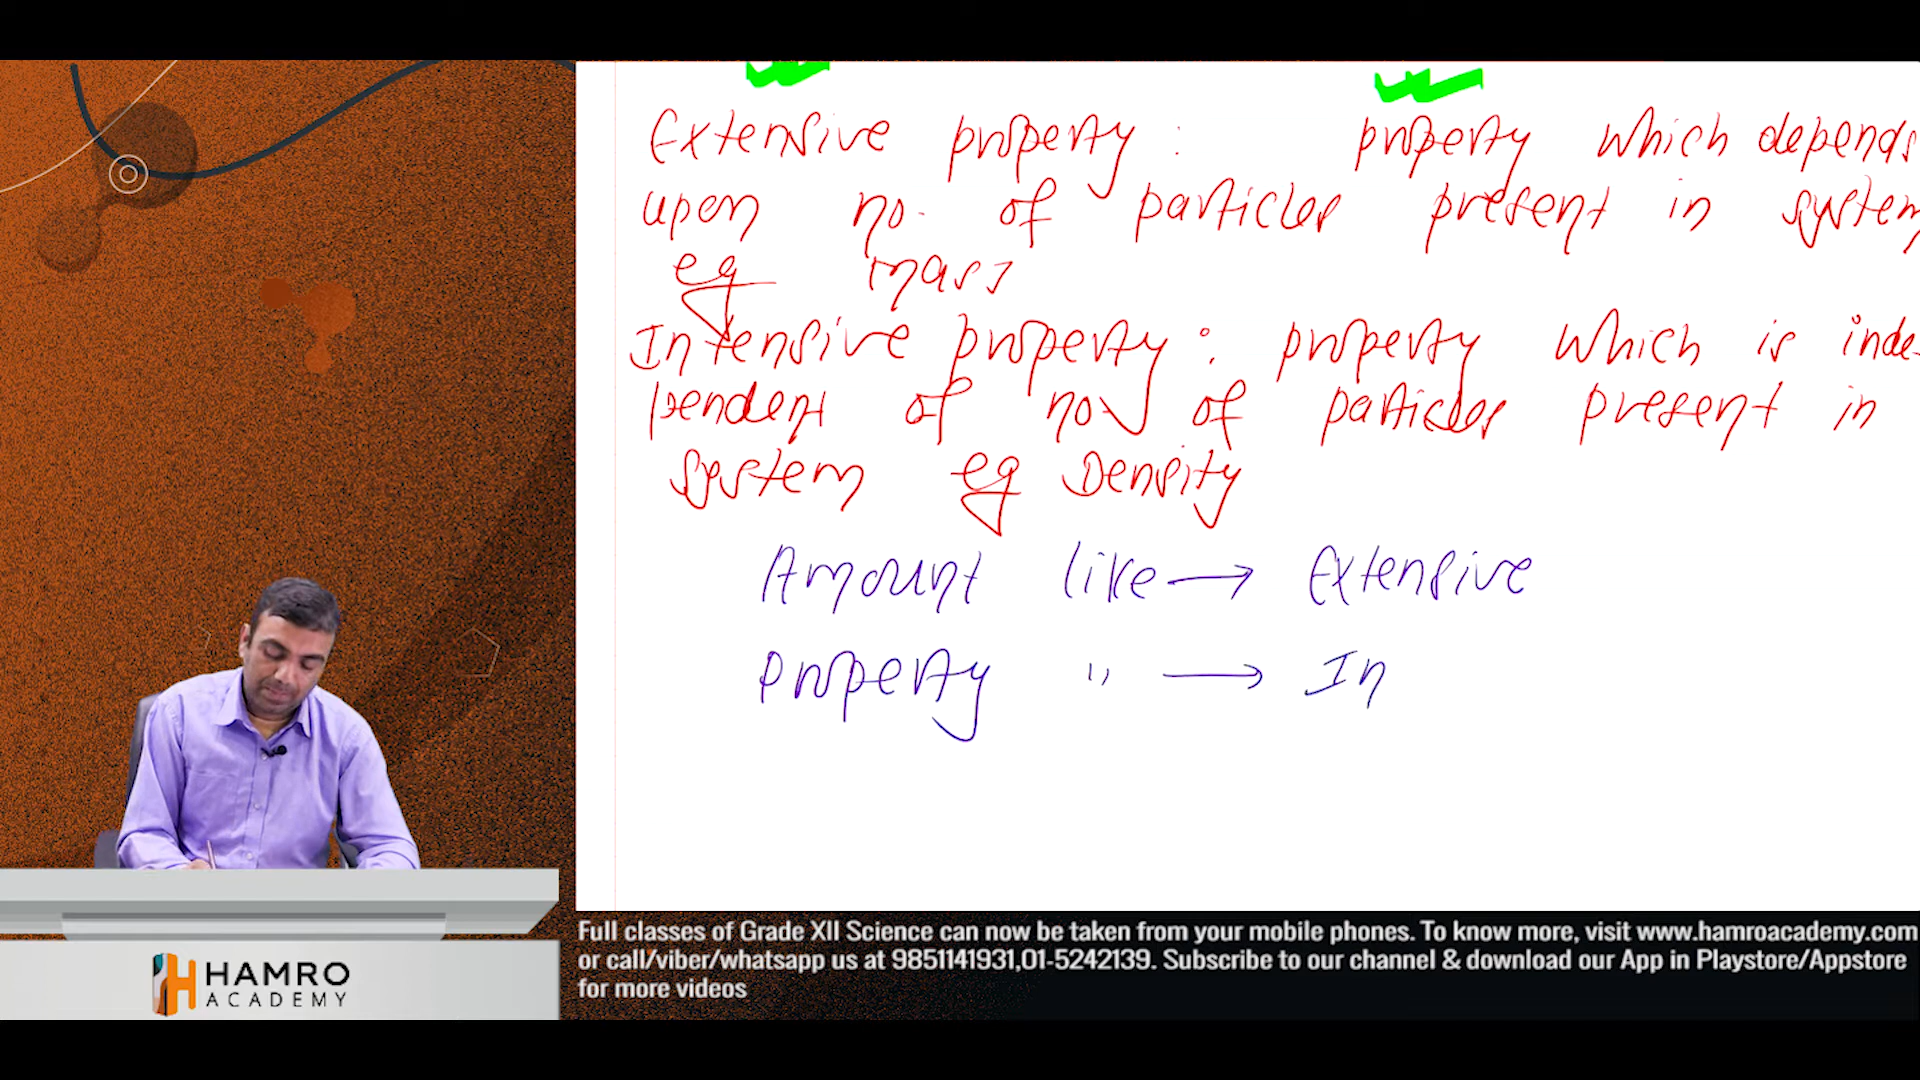 Extensive property : property which depends
upon no. of particles present in system
eg mass
Intensive property : property which is inde-
pendent of no. of particles present in
system eg Density
Amount like → Extensive
Property " → In
Full classes of Grade XII Science can now be taken from your mobile phones. To know more, visit www.hamroacademy.com
or call/viber/whatsapp us at 9851141931,01-5242139. Subscribe to our channel & download our App in Playstore/Appstore
for more videos
HAMRO
ACADEMY